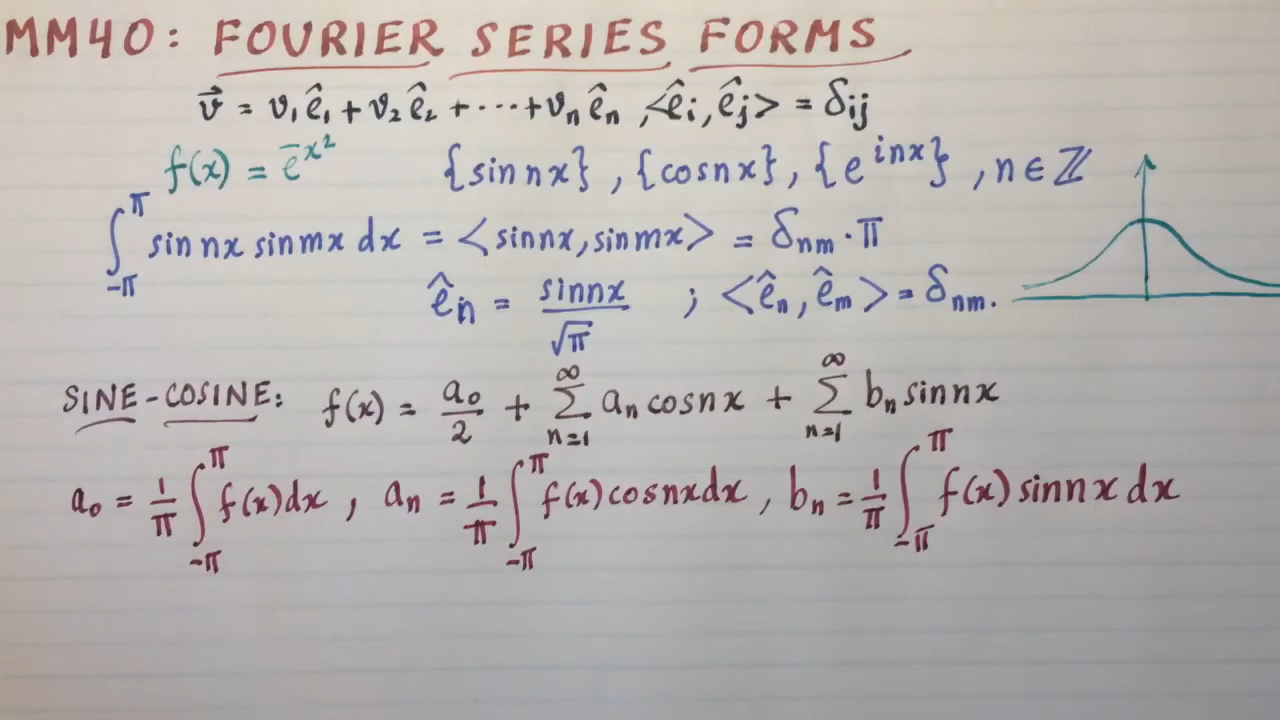 MM40: FOURIER SERIES FORMS
v⃗ = v₁ê₁ + v₂ê₂ + ··· + vₙêₙ , <êᵢ, êⱼ> = δᵢⱼ
f(x) = e^{-x²} {sin nx}, {cos nx}, {e^{inx}}, n ∈ ℤ
∫_{-π}^{π} sin nx sin mx dx = <sin nx, sin mx> = δₙₘ · π
êₙ = sin nx / √π ; <êₙ, êₘ> = δₙₘ.
SINE-COSINE: f(x) = a₀/2 + ∑_{n=1}^{∞} aₙ cos nx + ∑_{n=1}^{∞} bₙ sin nx
a₀ = 1/π ∫_{-π}^{π} f(x) dx , aₙ = 1/π ∫_{-π}^{π} f(x) cos nx dx , bₙ = 1/π ∫_{-π}^{π} f(x) sin nx dx